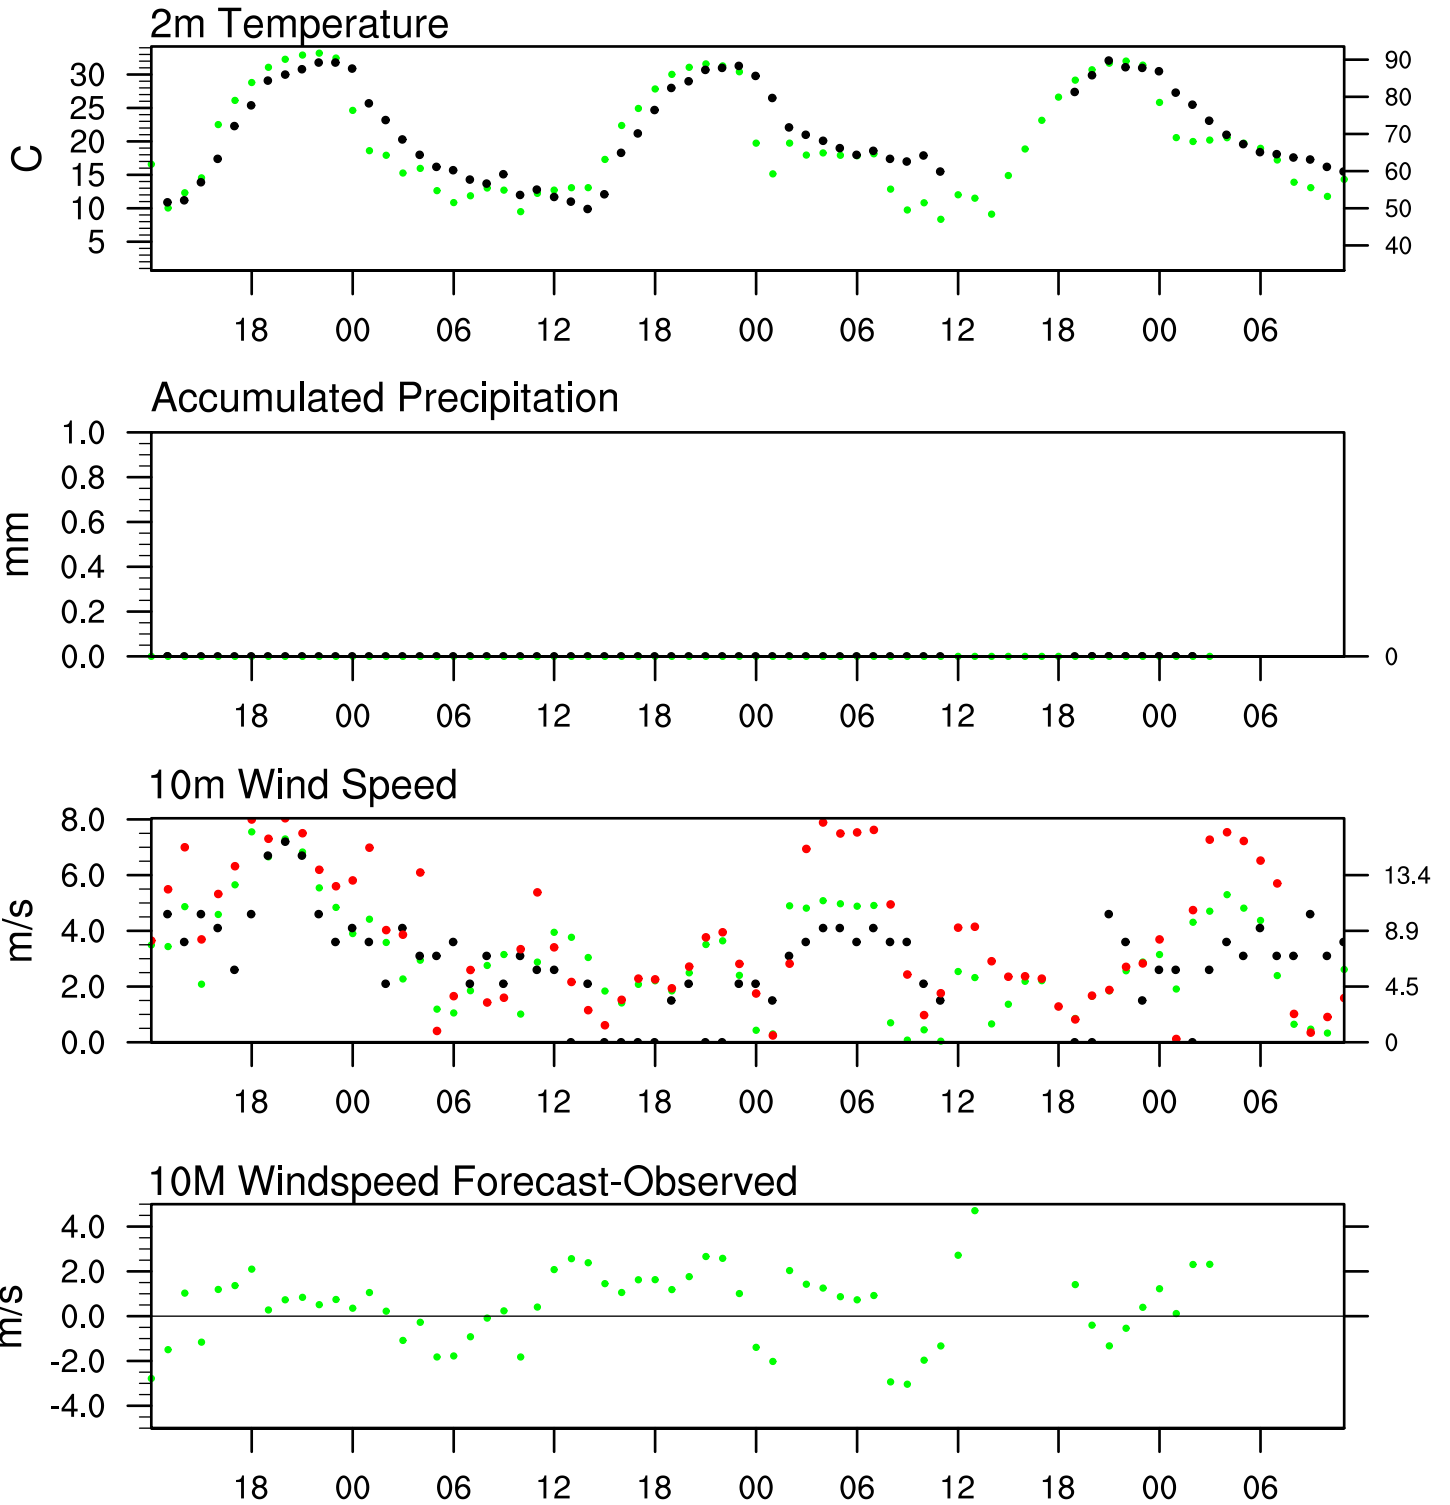 2m Temperature
C
30
25
20
15
10
5
90
80
70
60
50
40
18 00 06 12 18 00 06 12 18 00 06
Accumulated Precipitation
mm
1.0
0.8
0.6
0.4
0.2
0.0
0
18 00 06 12 18 00 06 12 18 00 06
10m Wind Speed
m/s
8.0
6.0
4.0
2.0
0.0
13.4
8.9
4.5
0
18 00 06 12 18 00 06 12 18 00 06
10M Windspeed Forecast-Observed
m/s
4.0
2.0
0.0
-2.0
-4.0
18 00 06 12 18 00 06 12 18 00 06